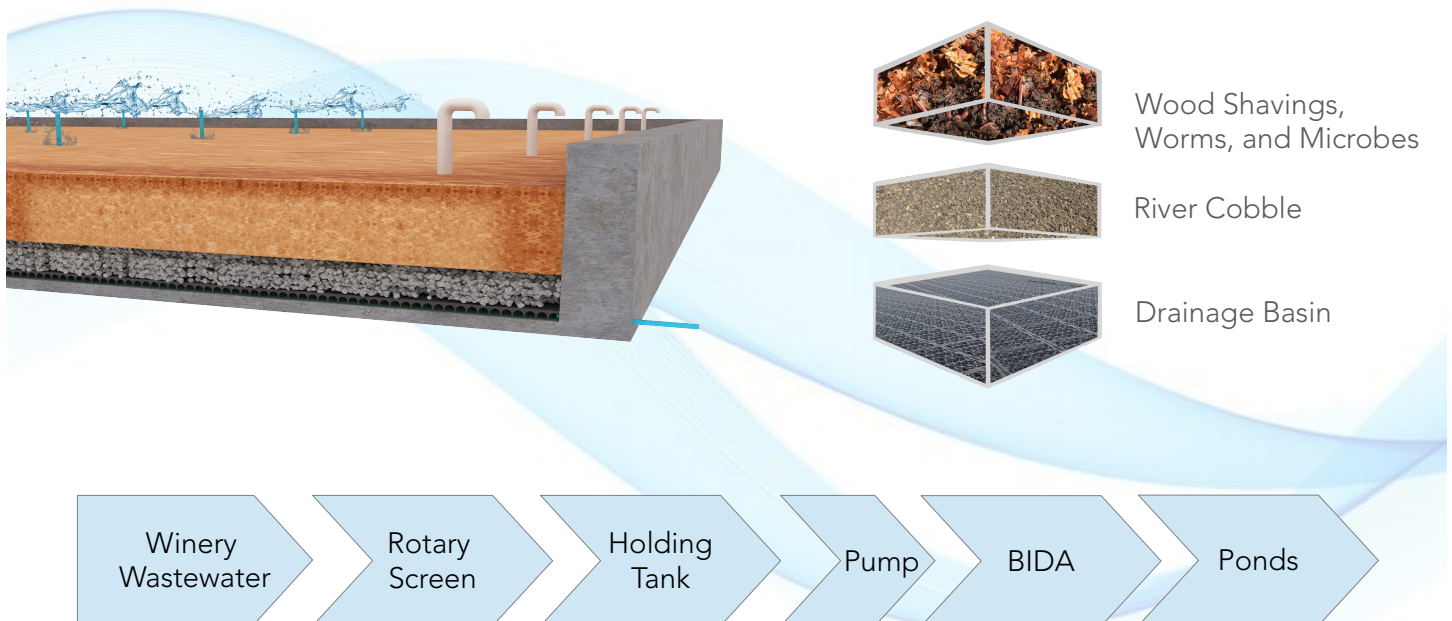 Wood Shavings,
Worms, and Microbes
River Cobble
Drainage Basin
Winery
Wastewater
Rotary
Screen
Holding
Tank
Pump
BIDA
Ponds